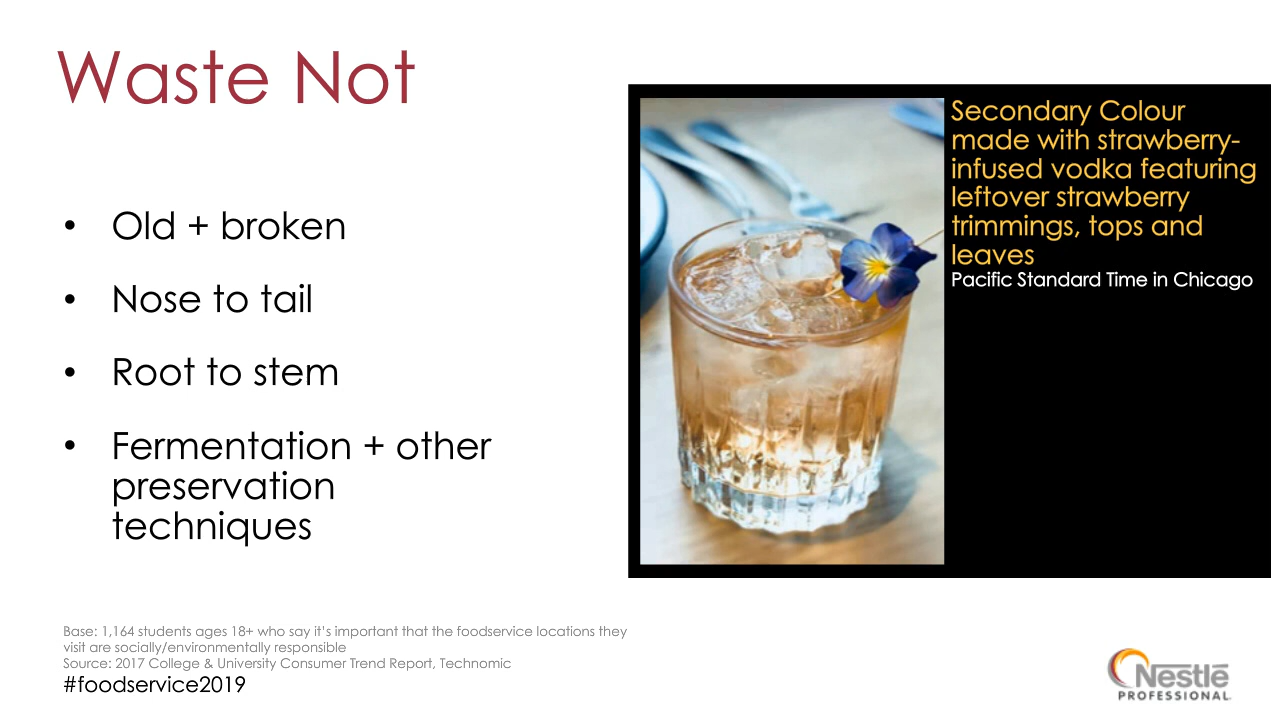 Waste Not
• Old + broken
• Nose to tail
• Root to stem
• Fermentation + other
preservation
techniques
Secondary Colour
made with strawberry-
infused vodka featuring
leftover strawberry
trimmings, tops and
leaves
Pacific Standard Time in Chicago
Base: 1,164 students ages 18+ who say it’s important that the foodservice locations they
visit are socially/environmentally responsible
Source: 2017 College & University Consumer Trend Report, Technomic
#foodservice2019
Nestlé
PROFESSIONAL